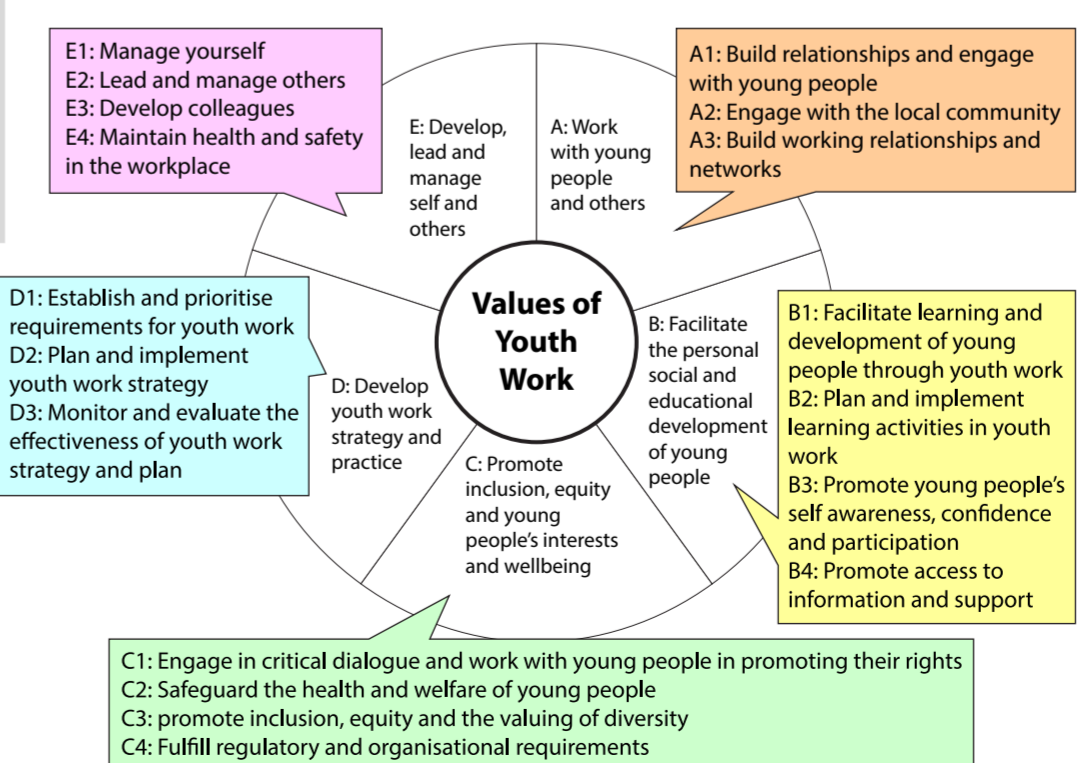 E1: Manage yourself
E2: Lead and manage others
E3: Develop colleagues
E4: Maintain health and safety
in the workplace
A1: Build relationships and engage
with young people
A2: Engage with the local community
A3: Build working relationships and
networks
E: Develop,
lead and
manage
self and
others
A: Work
with young
people
and others
Values of
Youth
Work
D1: Establish and prioritise
requirements for youth work
D2: Plan and implement
youth work strategy
D3: Monitor and evaluate the
effectiveness of youth work
strategy and plan
D: Develop
youth work
strategy and
practice
B: Facilitate
the personal
social and
educational
development
of young
people
B1: Facilitate learning and
development of young
people through youth work
B2: Plan and implement
learning activities in youth
work
B3: Promote young people’s
self awareness, confidence
and participation
B4: Promote access to
information and support
C: Promote
inclusion, equity
and young
people’s interests
and wellbeing
C1: Engage in critical dialogue and work with young people in promoting their rights
C2: Safeguard the health and welfare of young people
C3: promote inclusion, equity and the valuing of diversity
C4: Fulfill regulatory and organisational requirements